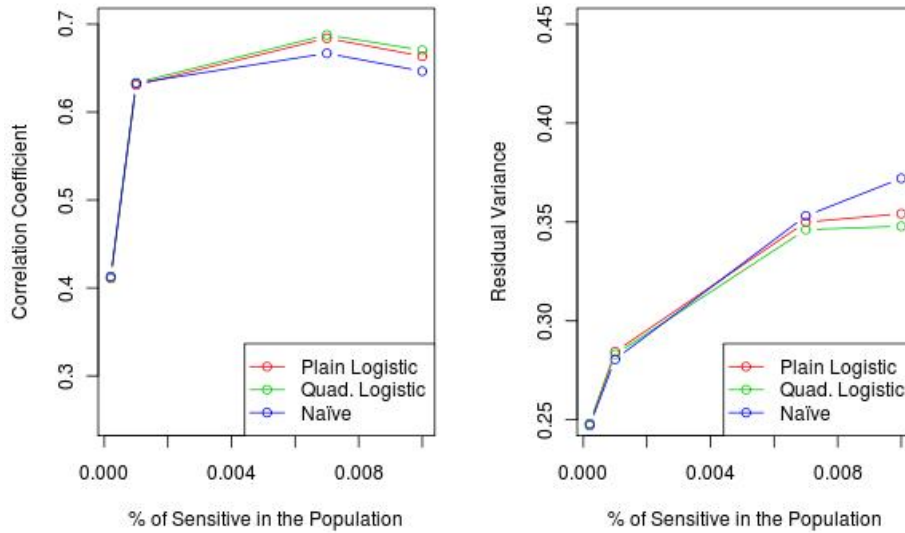 Correlation Coefficient
0.7
0.6
0.5
0.4
0.3
Plain Logistic
Quad. Logistic
Naïve
0.000
0.004
0.008
% of Sensitive in the Population
Residual Variance
0.45
0.40
0.35
0.30
0.25
Plain Logistic
Quad. Logistic
Naïve
0.000
0.004
0.008
% of Sensitive in the Population